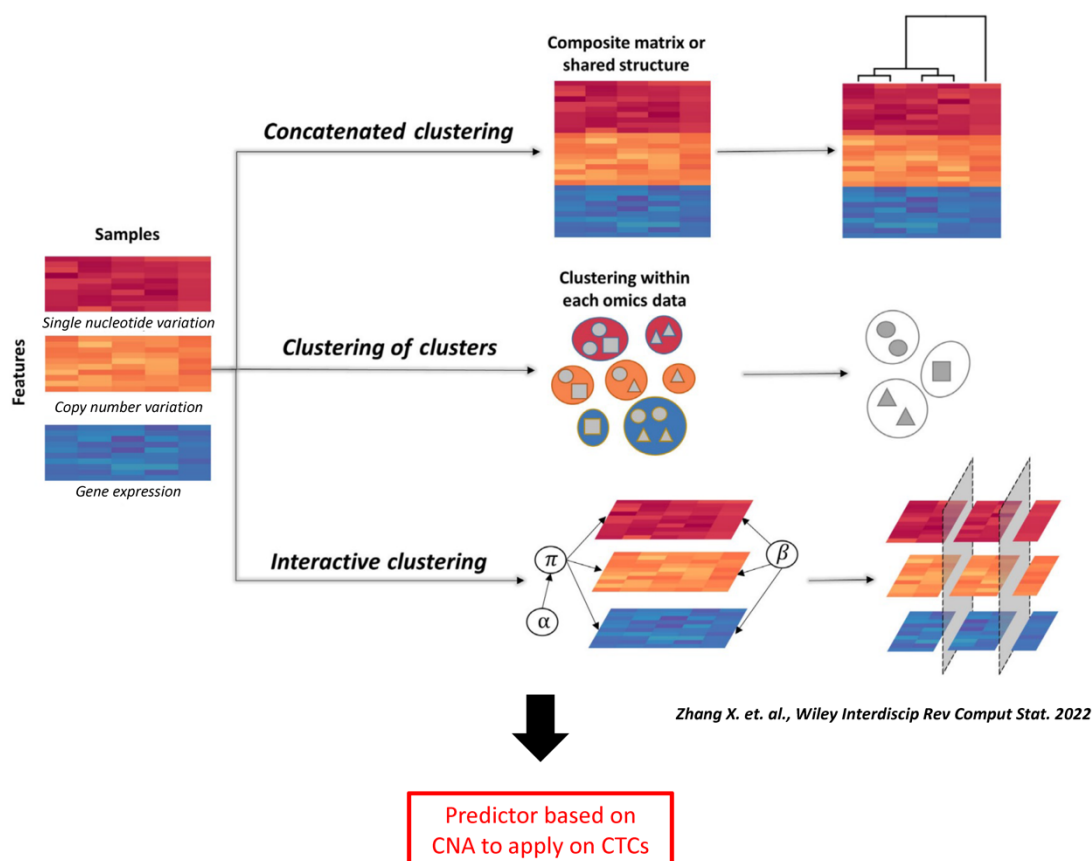 Composite matrix or
shared structure
Concatenated clustering
Samples
Single nucleotide variation
Features
Copy number variation
Gene expression
Clustering within
each omics data
Clustering of clusters
Interactive clustering
π
β
α
Zhang X. et. al., Wiley Interdiscip Rev Comput Stat. 2022
Predictor based on
CNA to apply on CTCs